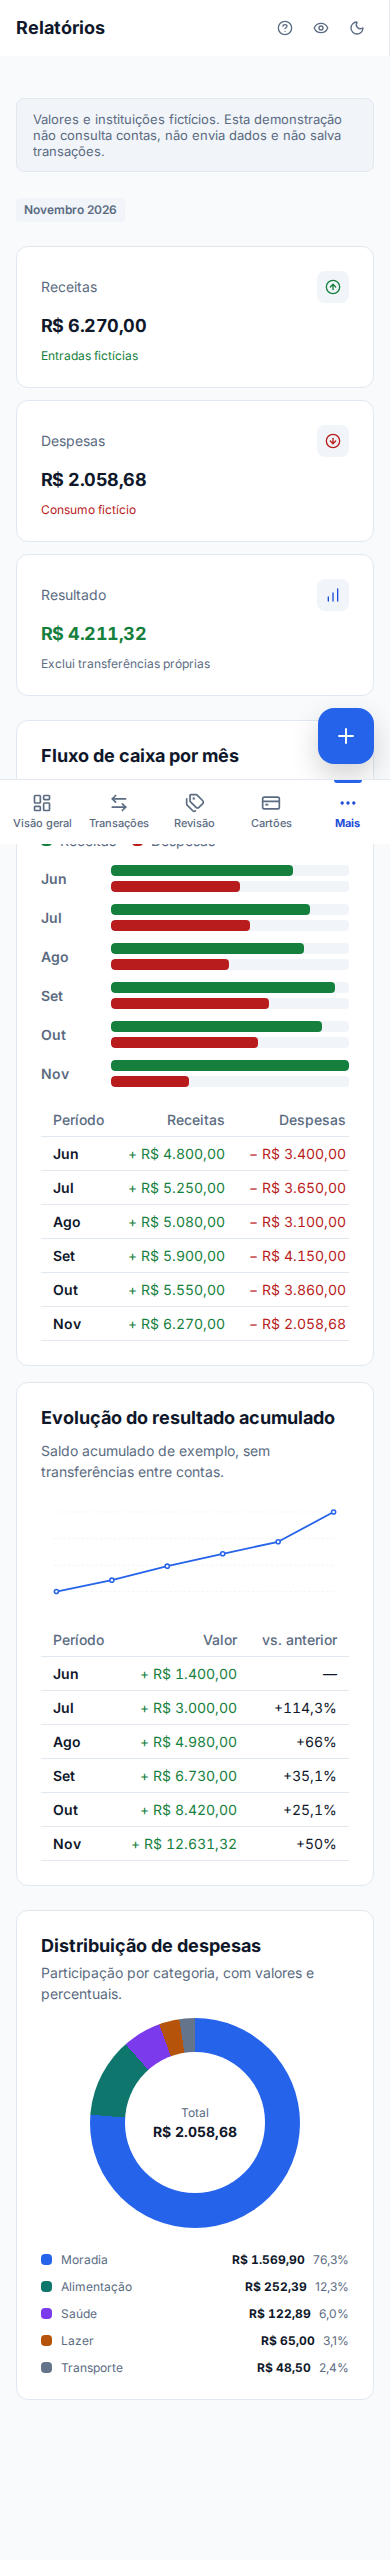 Relatórios
Valores e instituições fictícios. Esta demonstração
não consulta contas, não envia dados e não salva
transações.
Novembro 2026
Receitas
R$ 6.270,00
Entradas fictícias
Despesas
R$ 2.058,68
Consumo fictício
Resultado
R$ 4.211,32
Exclui transferências próprias
Fluxo de caixa por mês
Visão geral Transações Revisão Cartões Mais
Jun
Jul
Ago
Set
Out
Nov
Período Receitas Despesas
Jun + R$ 4.800,00 − R$ 3.400,00
Jul + R$ 5.250,00 − R$ 3.650,00
Ago + R$ 5.080,00 − R$ 3.100,00
Set + R$ 5.900,00 − R$ 4.150,00
Out + R$ 5.550,00 − R$ 3.860,00
Nov + R$ 6.270,00 − R$ 2.058,68
Evolução do resultado acumulado
Saldo acumulado de exemplo, sem
transferências entre contas.
Período Valor vs. anterior
Jun + R$ 1.400,00 —
Jul + R$ 3.000,00 +114,3%
Ago + R$ 4.980,00 +66%
Set + R$ 6.730,00 +35,1%
Out + R$ 8.420,00 +25,1%
Nov + R$ 12.631,32 +50%
Distribuição de despesas
Participação por categoria, com valores e
percentuais.
Total
R$ 2.058,68
Moradia R$ 1.569,90 76,3%
Alimentação R$ 252,39 12,3%
Saúde R$ 122,89 6,0%
Lazer R$ 65,00 3,1%
Transporte R$ 48,50 2,4%